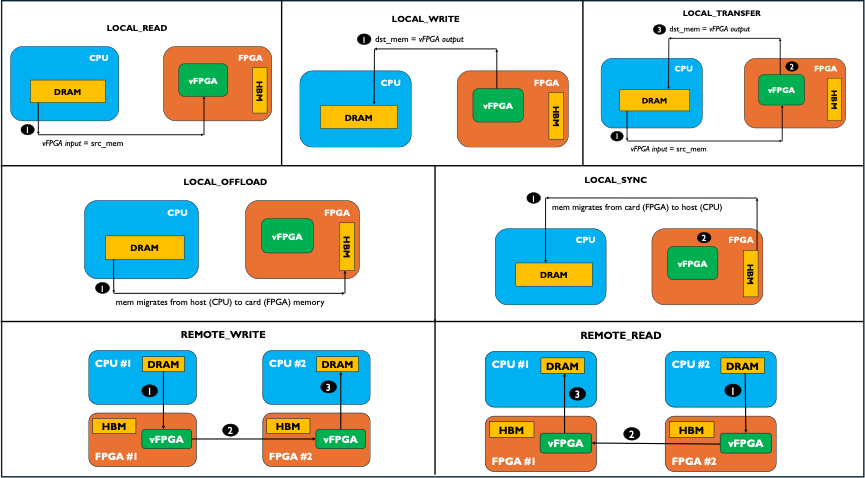 LOCAL_READ
CPU
FPGA
vFPGA
DRAM
HBM
1
vFPGA input = src_mem
LOCAL_WRITE
1 dst_mem = vFPGA output
CPU
FPGA
vFPGA
DRAM
HBM
LOCAL_TRANSFER
3 dst_mem = vFPGA output
CPU
2
FPGA
vFPGA
DRAM
HBM
1
vFPGA input = src_mem
LOCAL_OFFLOAD
CPU
FPGA
vFPGA
DRAM
HBM
1
mem migrates from host (CPU) to card (FPGA) memory
LOCAL_SYNC
1
mem migrates from card (FPGA) to host (CPU)
CPU
2
FPGA
vFPGA
DRAM
HBM
REMOTE_WRITE
CPU #1 DRAM
CPU #2 DRAM
1
3
HBM
2
HBM
vFPGA
vFPGA
FPGA #1
FPGA #2
REMOTE_READ
CPU #1 DRAM
CPU #2 DRAM
3
1
HBM
2
HBM
vFPGA
vFPGA
FPGA #1
FPGA #2